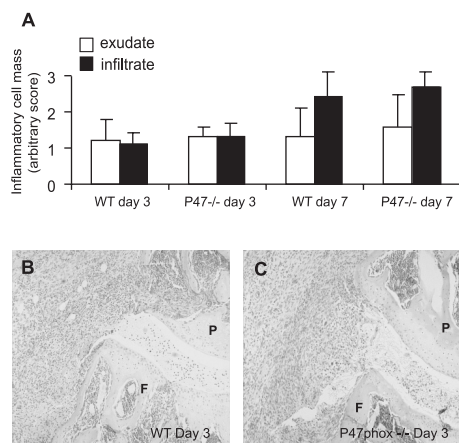 A
exudate
infiltrate
Inflammatory cell mass
(arbitrary score)
3
2
1
0
WT day 3
P47-/- day 3
WT day 7
P47-/- day 7
B
P
F
WT Day 3
C
P
F
P47phox -/- Day 3